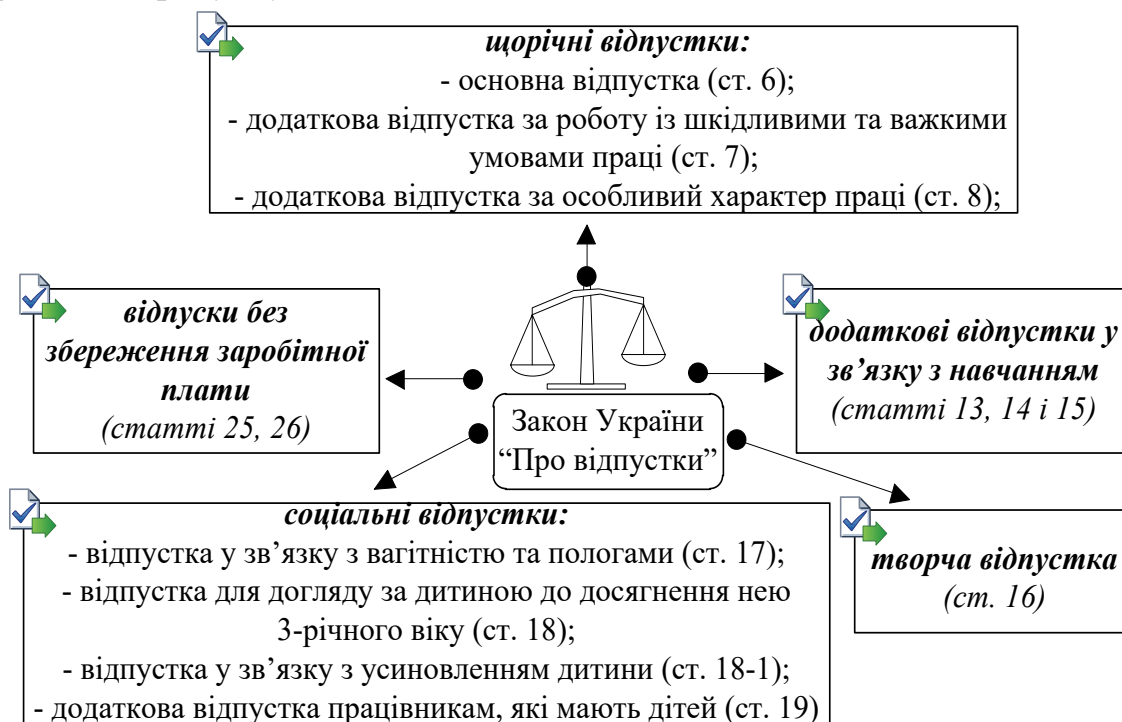 щорічні відпустки:
- основна відпустка (ст. 6);
- додаткова відпустка за роботу із шкідливими та важкими
умовами праці (ст. 7);
- додаткова відпустка за особливий характер праці (ст. 8);
відпуски без
збереження заробітної
плати
(статті 25, 26)
додаткові відпустки у
зв’язку з навчанням
(статті 13, 14 і 15)
Закон України
“Про відпустки”
соціальні відпустки:
- відпустка у зв’язку з вагітністю та пологами (ст. 17);
- відпустка для догляду за дитиною до досягнення нею
3-річного віку (ст. 18);
- відпустка у зв’язку з усиновленням дитини (ст. 18-1);
- додаткова відпустка працівникам, які мають дітей (ст. 19)
творча відпустка
(ст. 16)